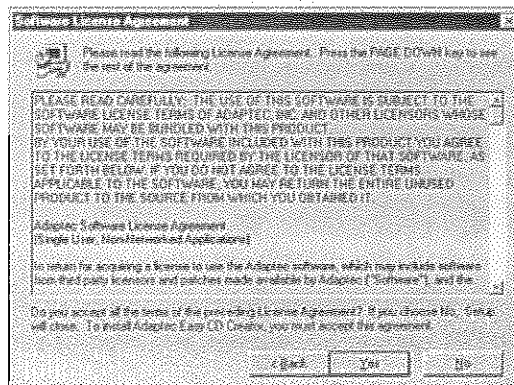 Software License Agreement
Please read the following License Agreement. Press the PAGE DOWN key to see
the rest of the agreement.
PLEASE READ CAREFULLY: THE USE OF THIS SOFTWARE IS SUBJECT TO THE
SOFTWARE LICENSE TERMS OF ADAPTEC, INC. AND OTHER LICENSORS WHOSE
SOFTWARE MAY BE BUNDLED WITH THIS PRODUCT.
BY YOUR USE OF THE SOFTWARE INCLUDED WITH THIS PRODUCT YOU AGREE
TO THE LICENSE TERMS REQUIRED BY THE LICENSOR OF THAT SOFTWARE, AS
SET FORTH BELOW. IF YOU DO NOT AGREE TO THE LICENSE TERMS
APPLICABLE TO THE SOFTWARE, YOU MAY RETURN THE ENTIRE UNUSED
PRODUCT TO THE SOURCE FROM WHICH YOU OBTAINED IT.
Adaptec Software License Agreement
(Single User, Non-Networked Applications)
In return for acquiring a license to use the Adaptec software, which may include software
from third party licensors and patches made available by Adaptec ("Software"), and the
Do you accept all the terms of the preceding License Agreement? If you choose No, Setup
will close. To install Adaptec Easy CD Creator, you must accept this agreement.
< Back
Yes
No